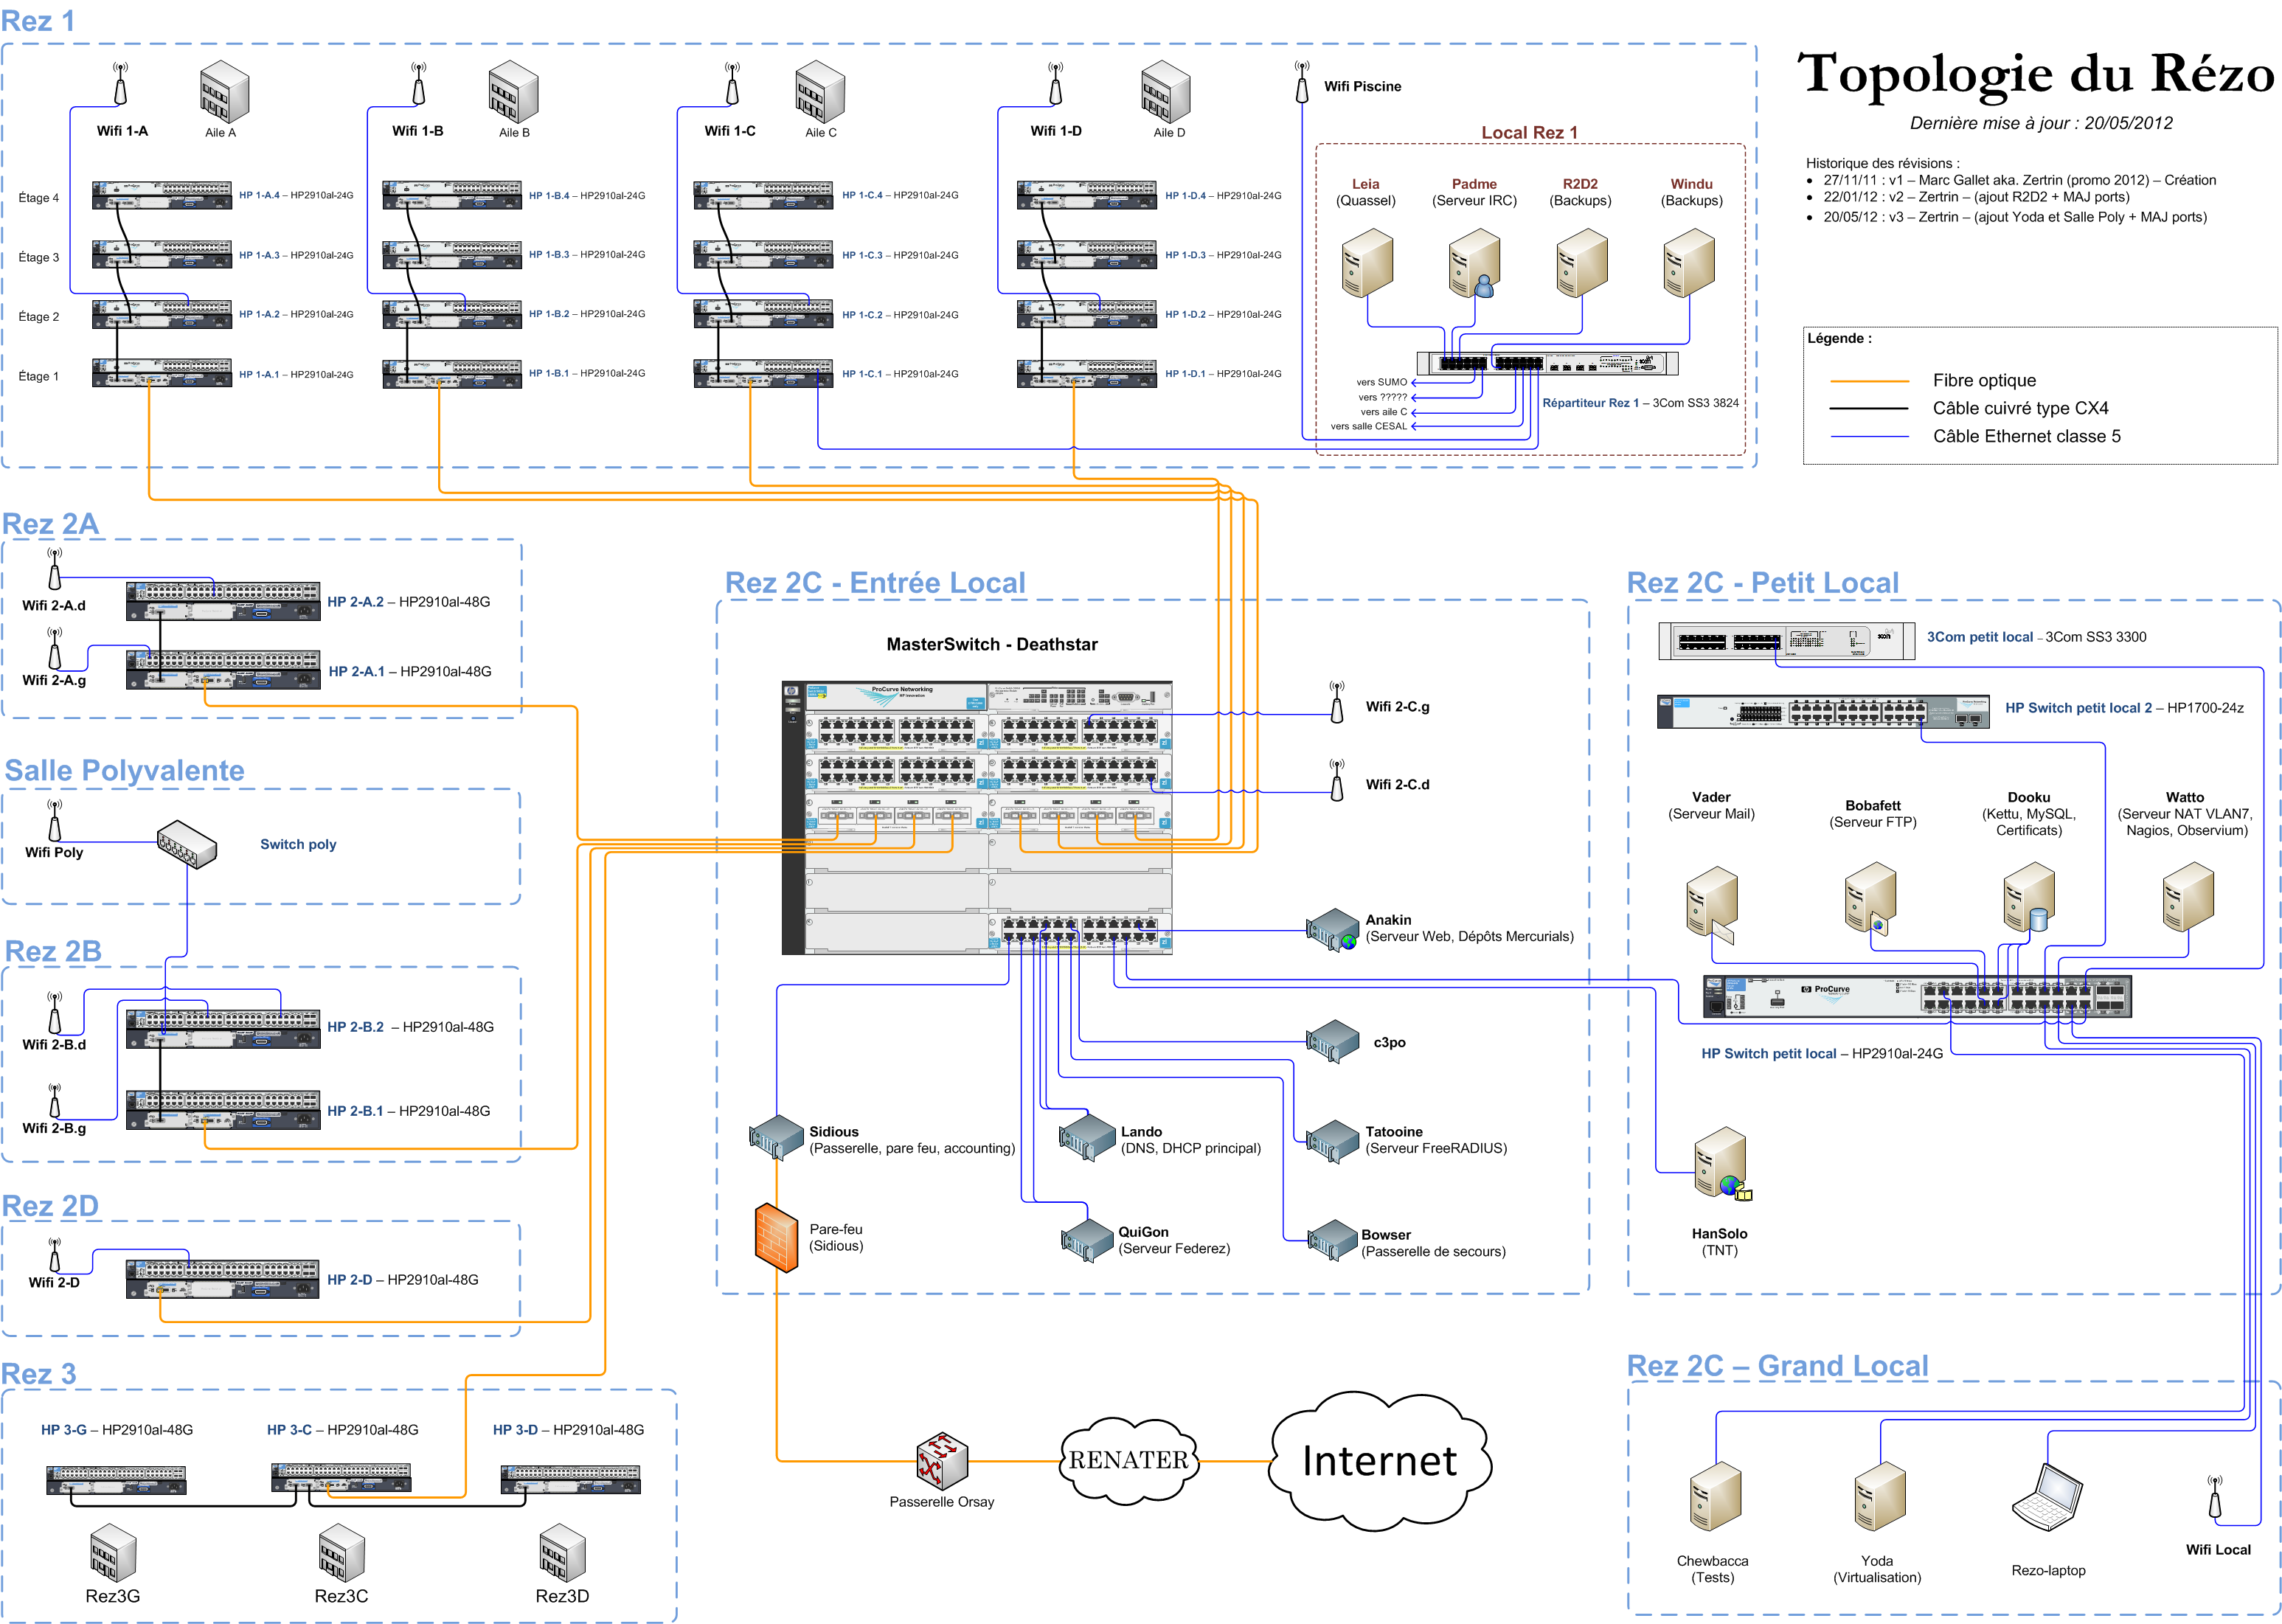 Rez 1
Topologie du Rézo
Dernière mise à jour : 20/05/2012
Historique des révisions :
• 27/11/11 : v1 – Marc Gallet aka. Zertrin (promo 2012) – Création
• 22/01/12 : v2 – Zertrin – (ajout R2D2 + MAJ ports)
• 20/05/12 : v3 – Zertrin – (ajout Yoda et Salle Poly + MAJ ports)
Légende :
Fibre optique
Câble cuivré type CX4
Câble Ethernet classe 5
Wifi 1-A
Aile A
Wifi 1-B
Aile B
Wifi 1-C
Aile C
Wifi 1-D
Aile D
Wifi Piscine
Étage 4
HP 1-A.4 – HP2910al-24G
HP 1-B.4 – HP2910al-24G
HP 1-C.4 – HP2910al-24G
HP 1-D.4 – HP2910al-24G
Étage 3
HP 1-A.3 – HP2910al-24G
HP 1-B.3 – HP2910al-24G
HP 1-C.3 – HP2910al-24G
HP 1-D.3 – HP2910al-24G
Étage 2
HP 1-A.2 – HP2910al-24G
HP 1-B.2 – HP2910al-24G
HP 1-C.2 – HP2910al-24G
HP 1-D.2 – HP2910al-24G
Étage 1
HP 1-A.1 – HP2910al-24G
HP 1-B.1 – HP2910al-24G
HP 1-C.1 – HP2910al-24G
HP 1-D.1 – HP2910al-24G
Local Rez 1
Leia
(Quassel)
Padme
(Serveur IRC)
R2D2
(Backups)
Windu
(Backups)
vers SUMO
vers ?????
vers aile C
vers salle CESAL
Répartiteur Rez 1 – 3Com SS3 3824
Rez 2A
Wifi 2-A.d
HP 2-A.2 – HP2910al-48G
Wifi 2-A.g
HP 2-A.1 – HP2910al-48G
Salle Polyvalente
Wifi Poly
Switch poly
Rez 2B
Wifi 2-B.d
HP 2-B.2 – HP2910al-48G
Wifi 2-B.g
HP 2-B.1 – HP2910al-48G
Rez 2D
Wifi 2-D
HP 2-D – HP2910al-48G
Rez 3
HP 3-G – HP2910al-48G
HP 3-C – HP2910al-48G
HP 3-D – HP2910al-48G
Rez3G
Rez3C
Rez3D
Rez 2C - Entrée Local
MasterSwitch - Deathstar
ProCurve Networking
HP Innovation
Wifi 2-C.g
Wifi 2-C.d
Anakin
(Serveur Web, Dépôts Mercurials)
c3po
Sidious
(Passerelle, pare feu, accounting)
Lando
(DNS, DHCP principal)
Tatooine
(Serveur FreeRADIUS)
Pare-feu
(Sidious)
QuiGon
(Serveur Federez)
Bowser
(Passerelle de secours)
Passerelle Orsay
RENATER
Internet
Rez 2C - Petit Local
3Com petit local – 3Com SS3 3300
HP Switch petit local 2 – HP1700-24z
Vader
(Serveur Mail)
Bobafett
(Serveur FTP)
Dooku
(Kettu, MySQL,
Certificats)
Watto
(Serveur NAT VLAN7,
Nagios, Observium)
ProCurve
HP Switch petit local – HP2910al-24G
HanSolo
(TNT)
Rez 2C – Grand Local
Chewbacca
(Tests)
Yoda
(Virtualisation)
Rezo-laptop
Wifi Local